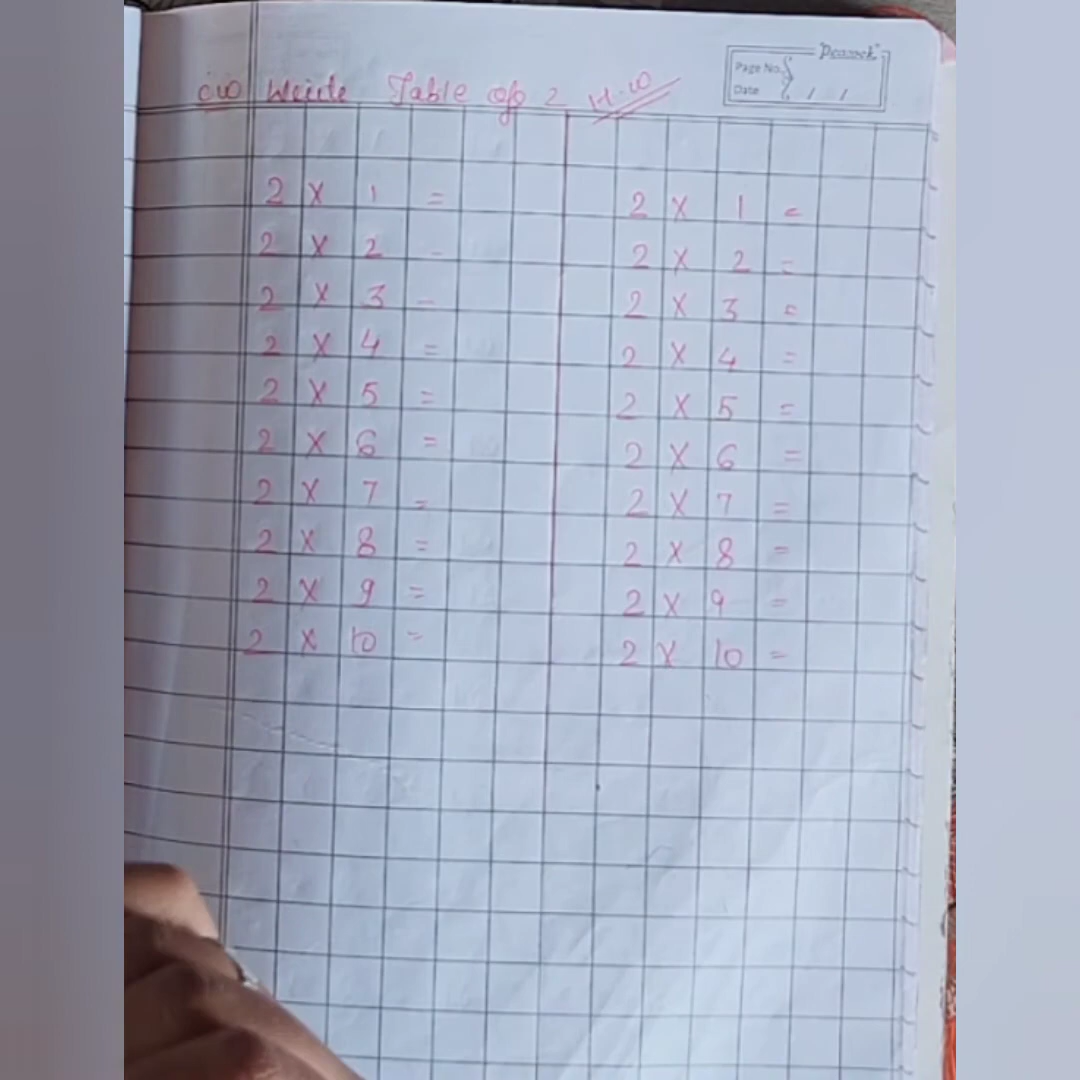 Peacock
Page No.
Date / /
C.W Write Table of 2 H.W
2 X 1 = 2 X 1 =
2 X 2 = 2 X 2 =
2 X 3 = 2 X 3 =
2 X 4 = 2 X 4 =
2 X 5 = 2 X 5 =
2 X 6 = 2 X 6 =
2 X 7 = 2 X 7 =
2 X 8 = 2 X 8 =
2 X 9 = 2 X 9 =
2 X 10 = 2 X 10 =